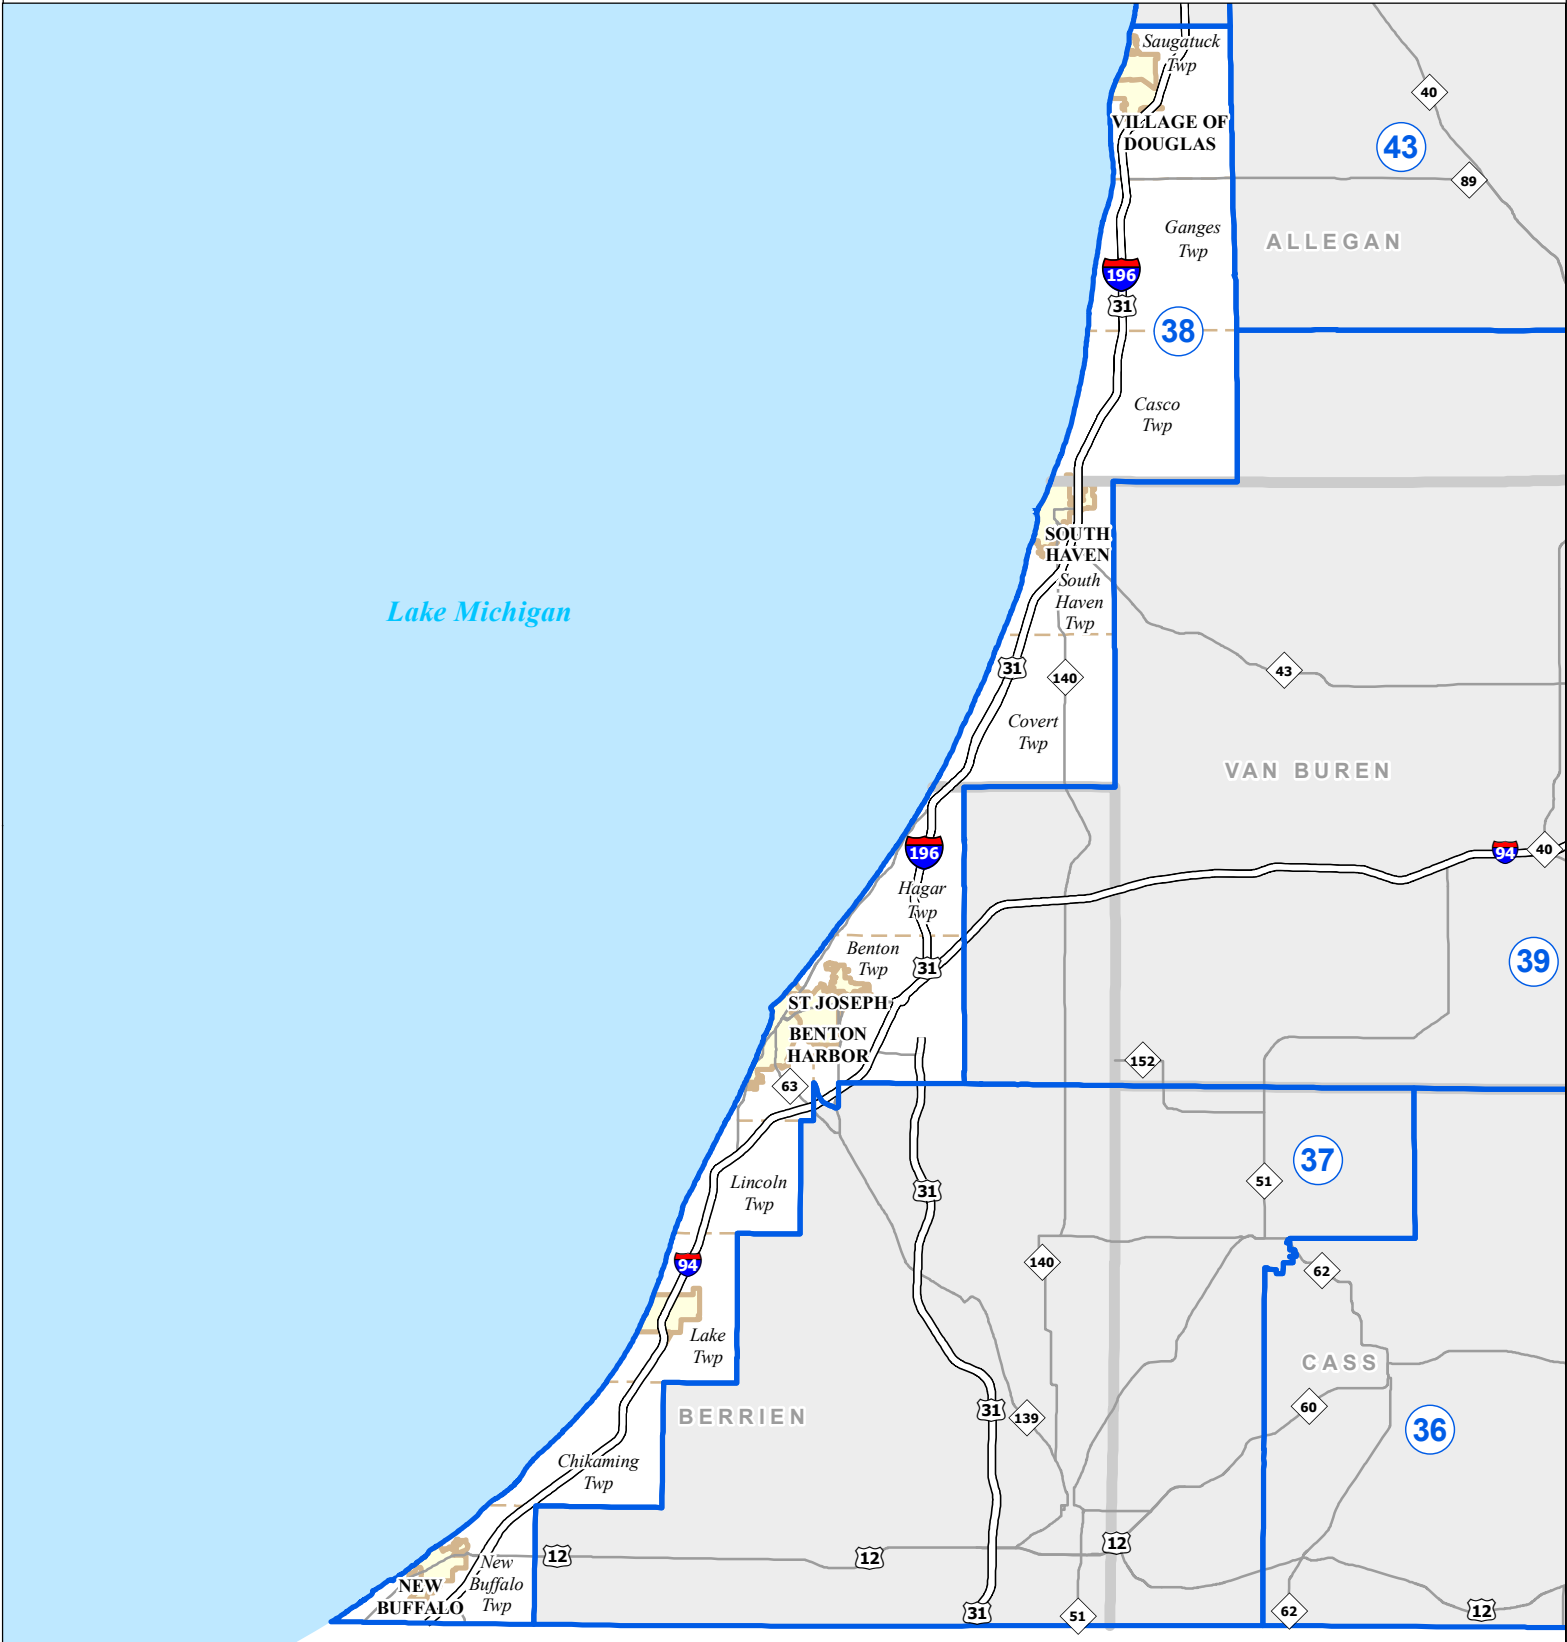 Saugatuck
Twp
40
VILLAGE OF
DOUGLAS
43
89
Ganges
Twp
ALLEGAN
196
31
38
Casco
Twp
SOUTH
HAVEN
South
Haven
Twp
Lake Michigan
31
140
43
Covert
Twp
VAN BUREN
196
94
40
Hagar
Twp
Benton
Twp
31
39
ST JOSEPH
BENTON
HARBOR
152
63
37
Lincoln
Twp
31
51
94
140
62
Lake
Twp
CASS
BERRIEN
31
139
60
36
Chikaming
Twp
12
12
12
New
Buffalo
Twp
NEW
BUFFALO
31
51
62
12